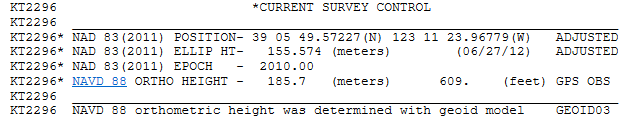 KT2296 *CURRENT SURVEY CONTROL
KT2296
KT2296* NAD 83(2011) POSITION- 39 05 49.57227(N) 123 11 23.96779(W) ADJUSTED
KT2296* NAD 83(2011) ELLIP HT- 155.574 (meters) (06/27/12) ADJUSTED
KT2296* NAD 83(2011) EPOCH - 2010.00
KT2296* NAVD 88 ORTHO HEIGHT - 185.7 (meters) 609. (feet) GPS OBS
KT2296
KT2296 NAVD 88 orthometric height was determined with geoid model GEOID03